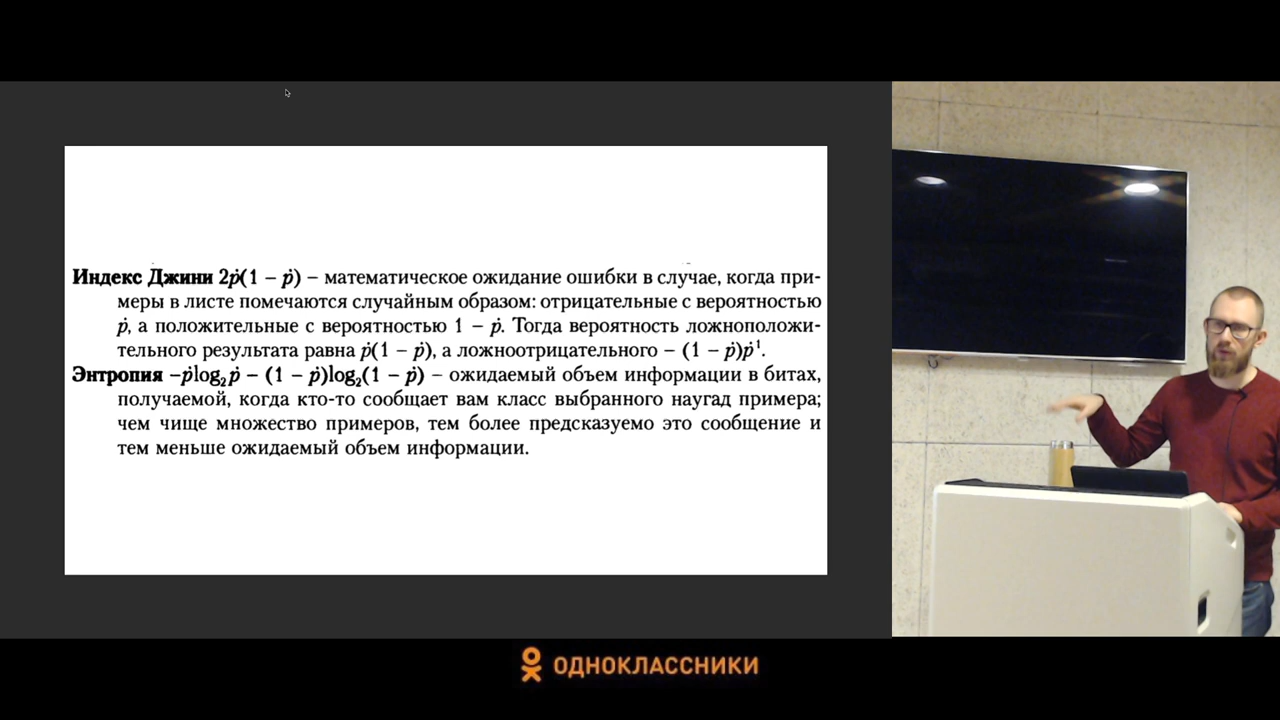 Индекс Джини 2ṗ(1 – ṗ) – математическое ожидание ошибки в случае, когда при-
меры в листе помечаются случайным образом: отрицательные с вероятностью
ṗ, а положительные с вероятностью 1 – ṗ. Тогда вероятность ложноположи-
тельного результата равна ṗ(1 – ṗ), а ложноотрицательного – (1 – ṗ)ṗ¹.
Энтропия –ṗlog₂ṗ – (1 – ṗ)log₂(1 – ṗ) – ожидаемый объем информации в битах,
получаемой, когда кто-то сообщает вам класс выбранного наугад примера;
чем чище множество примеров, тем более предсказуемо это сообщение и
тем меньше ожидаемый объем информации.
ОДНОКЛАССНИКИ